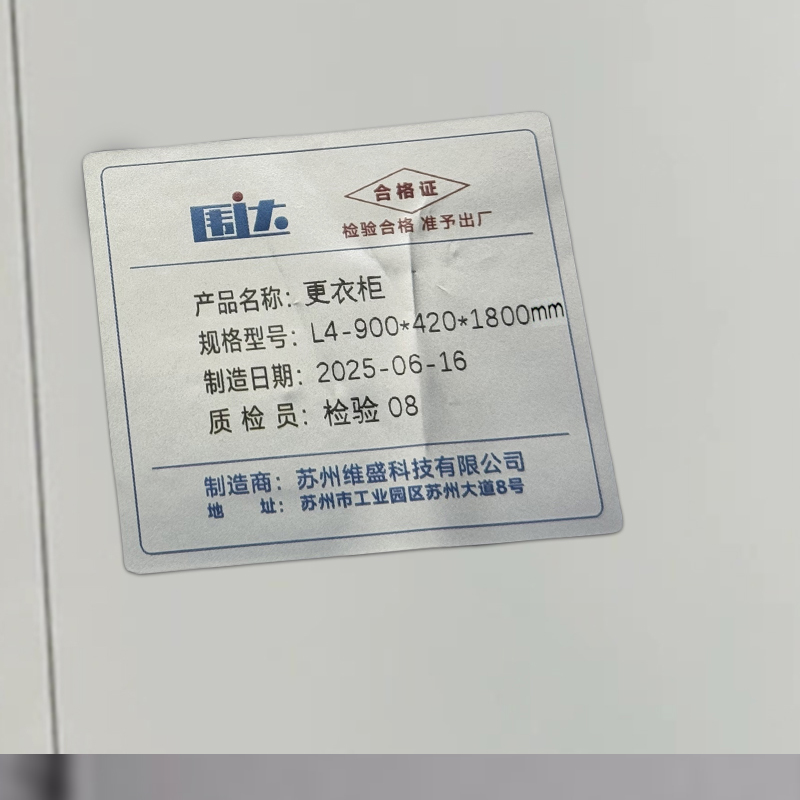 围达
合格证
检验合格 准予出厂
产品名称：更衣柜
规格型号：L4-900*420*1800mm
制造日期：2025-06-16
质 检 员：检验 08
制造商：苏州维盛科技有限公司
地 址：苏州市工业园区苏州大道8号